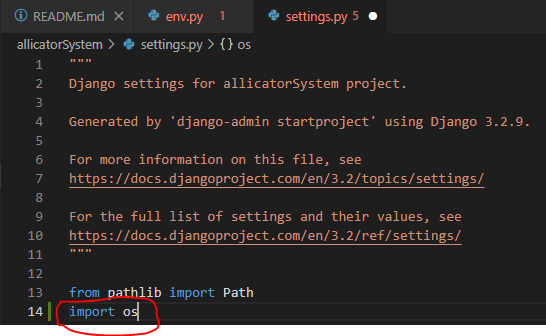 README.md env.py 1 settings.py 5
allicatorSystem > settings.py > {} os
1 """
2 Django settings for allicatorSystem project.
3
4 Generated by 'django-admin startproject' using Django 3.2.9.
5
6 For more information on this file, see
7 https://docs.djangoproject.com/en/3.2/topics/settings/
8
9 For the full list of settings and their values, see
10 https://docs.djangoproject.com/en/3.2/ref/settings/
11 """
12
13 from pathlib import Path
14 import os